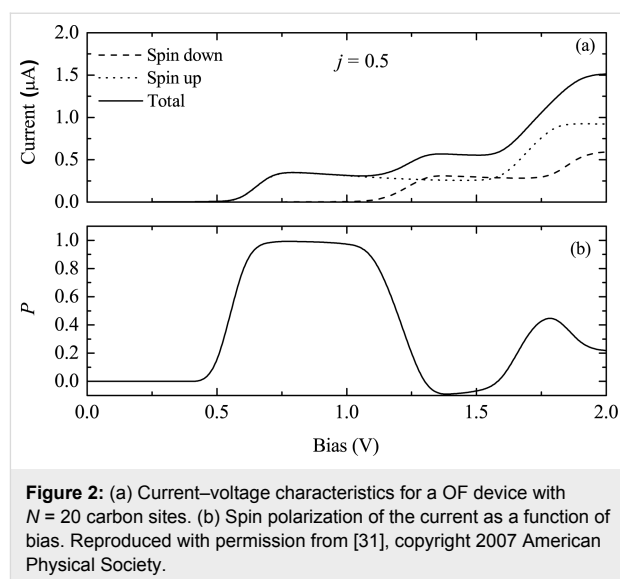 2.0
1.5
1.0
0.5
0.0
Current (μA)
Spin down
Spin up
Total
j = 0.5
(a)
1.0
0.8
0.6
0.4
0.2
0.0
P
(b)
0.0 0.5 1.0 1.5 2.0
Bias (V)
Figure 2: (a) Current–voltage characteristics for a OF device with
N = 20 carbon sites. (b) Spin polarization of the current as a function of
bias. Reproduced with permission from [31], copyright 2007 American
Physical Society.